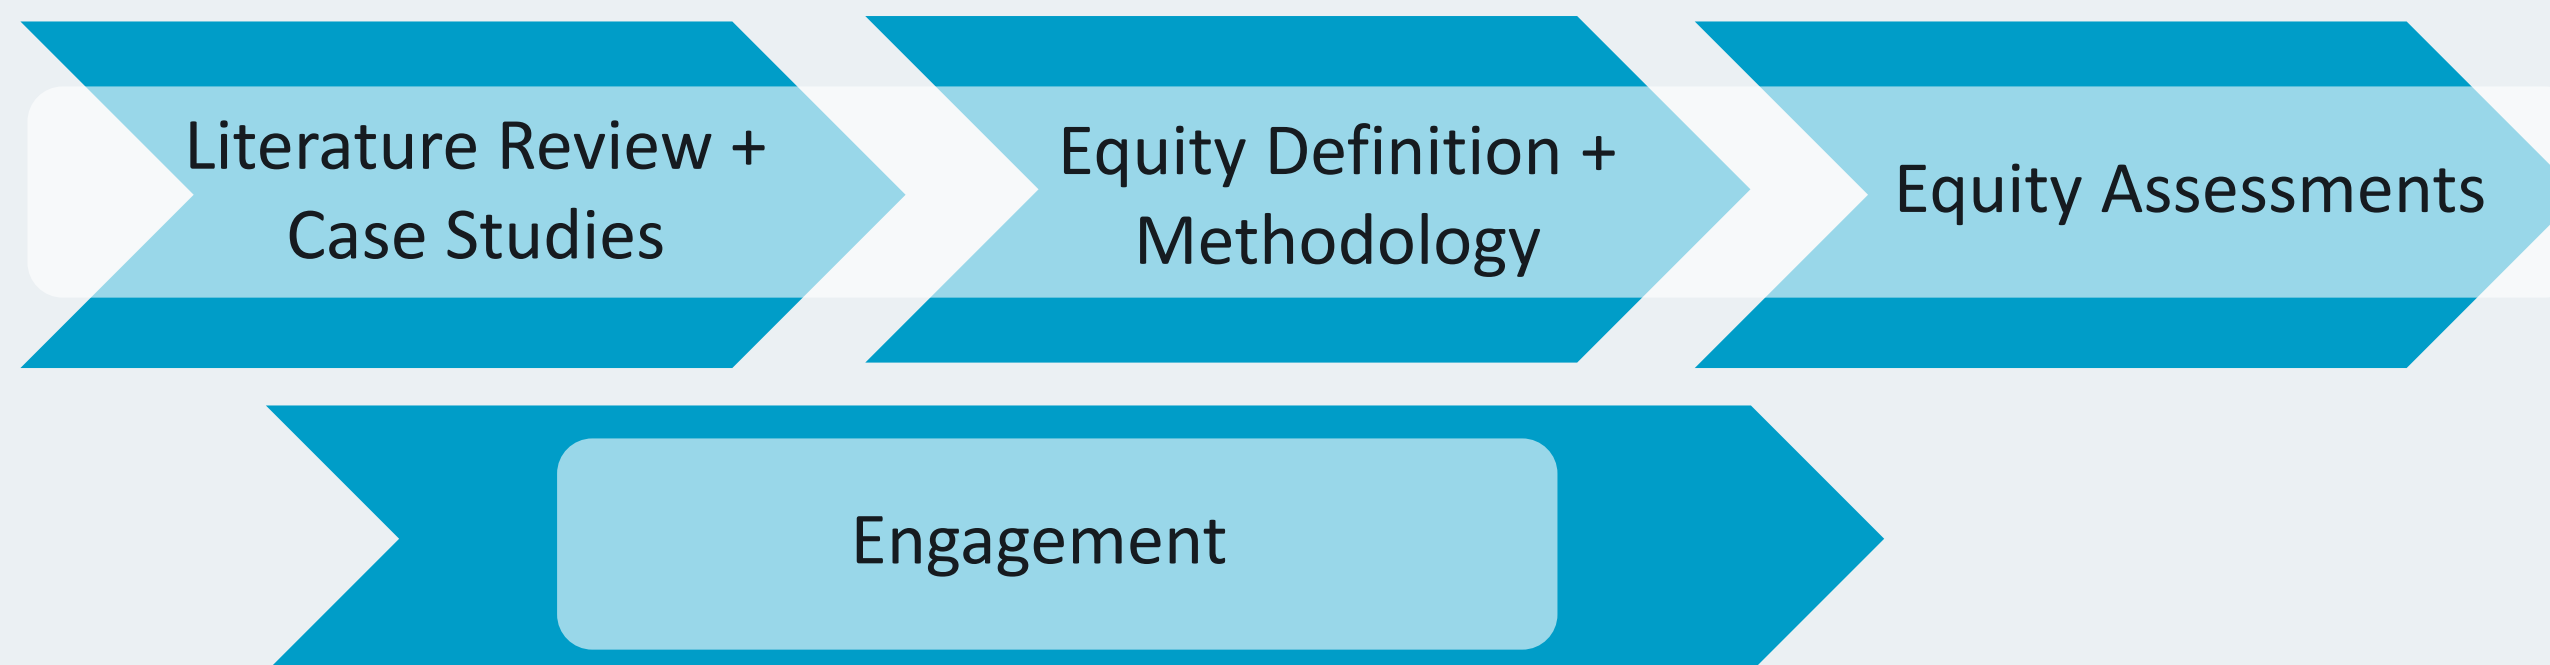 Literature Review +
Case Studies
Equity Definition +
Methodology
Equity Assessments
Engagement